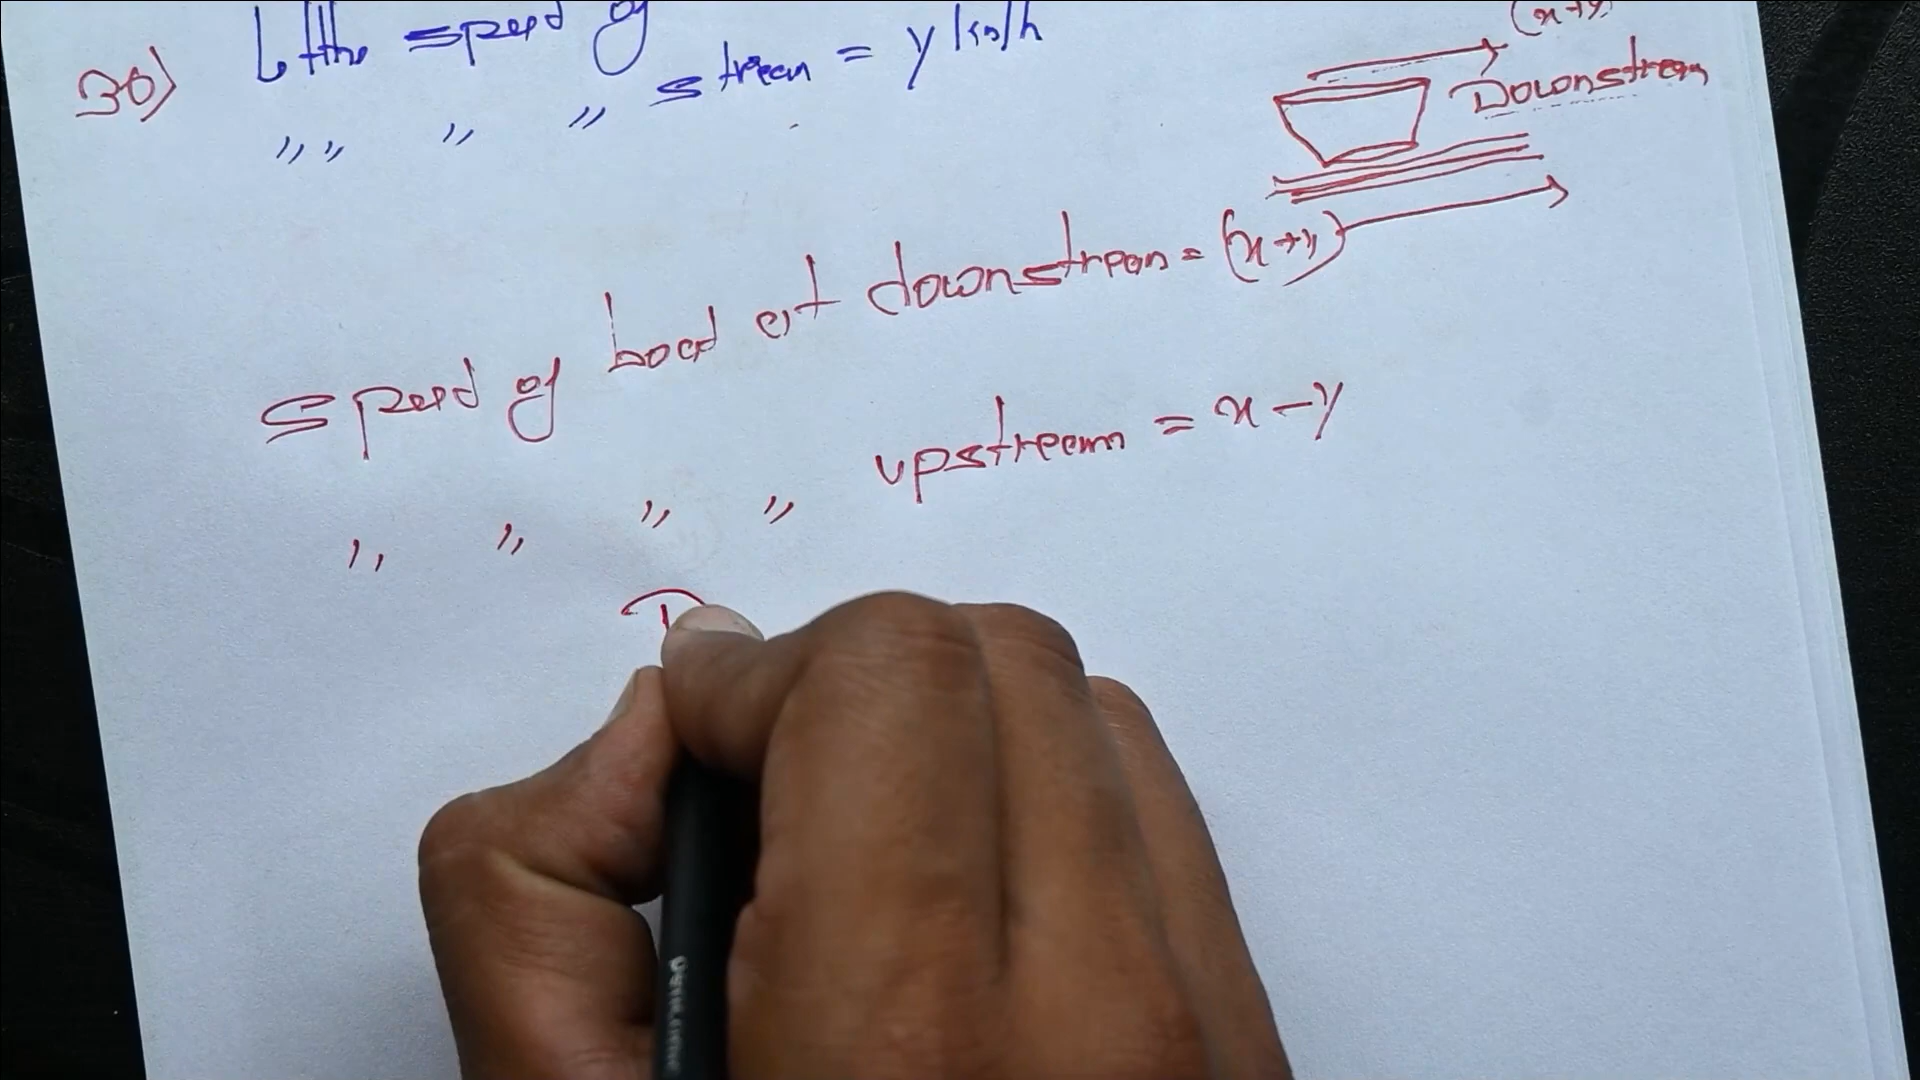 30) Let the speed of
,, ,, ,, ,, stream = y km/h
(x+y)
Downstream
Speed of boat at downstream = (x+y)
,, ,, ,, ,, upstream = x-y